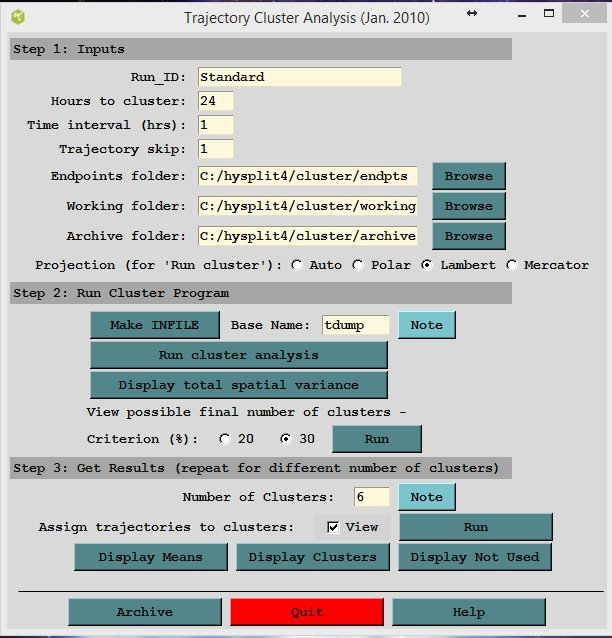 Trajectory Cluster Analysis (Jan. 2010)
Step 1: Inputs
Run_ID: Standard
Hours to cluster: 24
Time interval (hrs): 1
Trajectory skip: 1
Endpoints folder: C:/hysplit4/cluster/endpts Browse
Working folder: C:/hysplit4/cluster/working Browse
Archive folder: C:/hysplit4/cluster/archive Browse
Projection (for 'Run cluster'): Auto Polar Lambert Mercator
Step 2: Run Cluster Program
Make INFILE Base Name: tdump Note
Run cluster analysis
Display total spatial variance
View possible final number of clusters -
Criterion (%): 20 30 Run
Step 3: Get Results (repeat for different number of clusters)
Number of Clusters: 6 Note
Assign trajectories to clusters: View Run
Display Means Display Clusters Display Not Used
Archive Quit Help